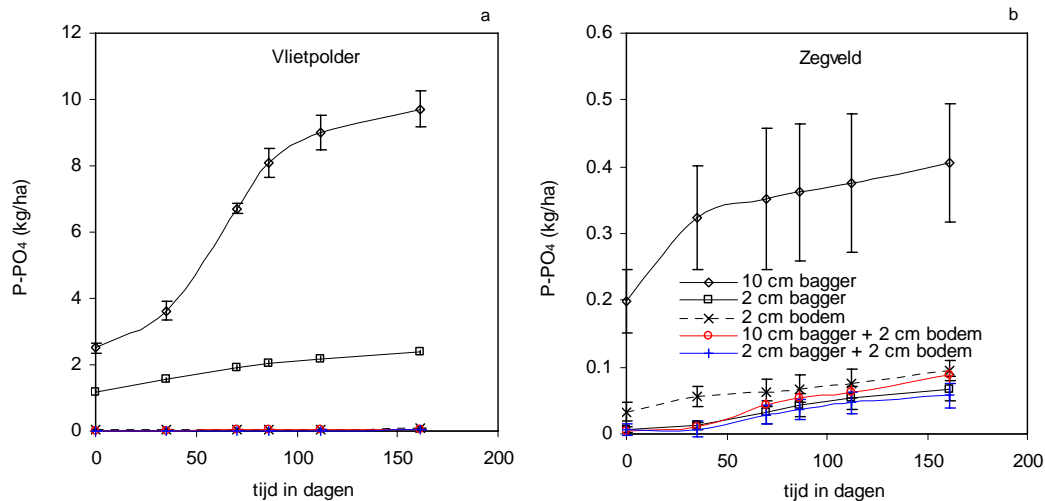 a
Vlietpolder
12
10
8
6
4
2
0
P-PO4 (kg/ha)
0
50
100
150
200
tijd in dagen
b
Zegveld
0.6
0.5
0.4
0.3
0.2
0.1
0
P-PO4 (kg/ha)
10 cm bagger
2 cm bagger
2 cm bodem
10 cm bagger + 2 cm bodem
2 cm bagger + 2 cm bodem
0
50
100
150
200
tijd in dagen